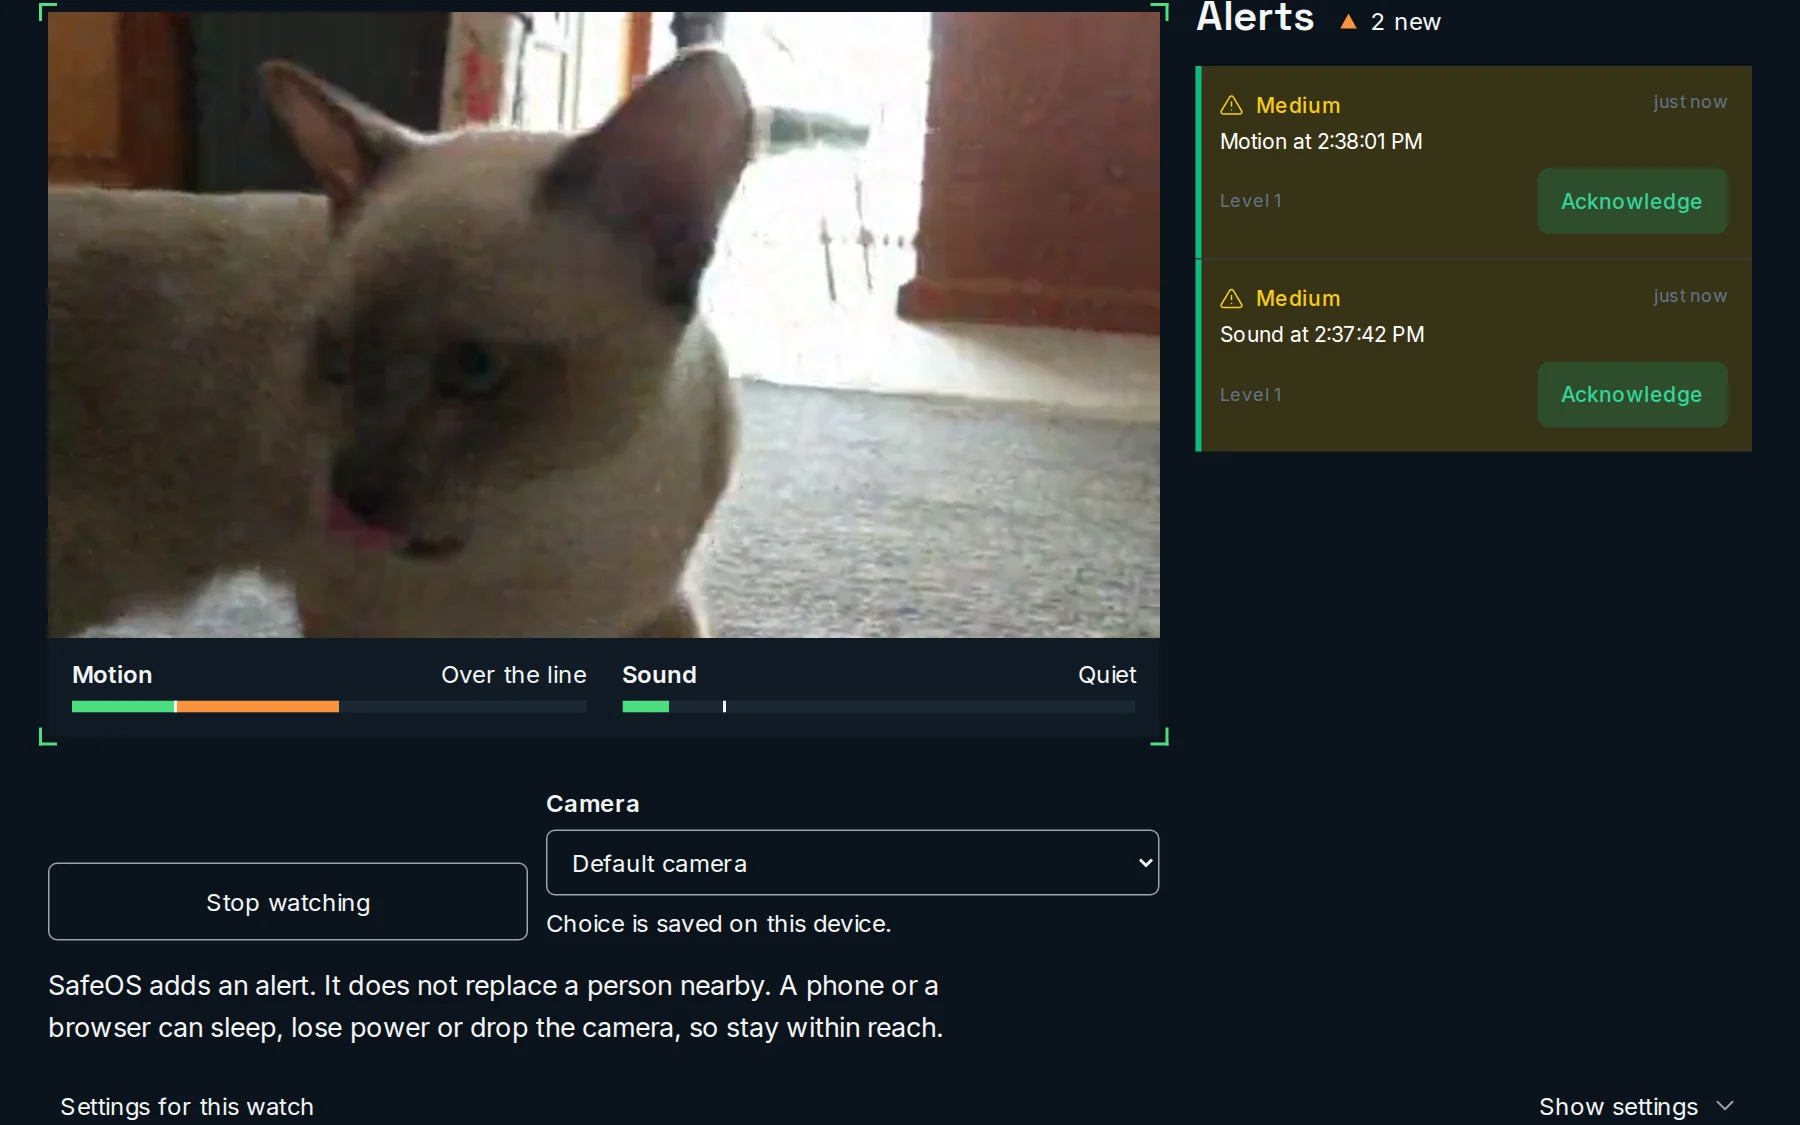 Alerts 2 new
Medium just now
Motion at 2:38:01 PM
Level 1 Acknowledge
Medium just now
Sound at 2:37:42 PM
Level 1 Acknowledge
Motion Over the line Sound Quiet
Camera
Default camera
Stop watching
Choice is saved on this device.
SafeOS adds an alert. It does not replace a person nearby. A phone or a
browser can sleep, lose power or drop the camera, so stay within reach.
Settings for this watch Show settings